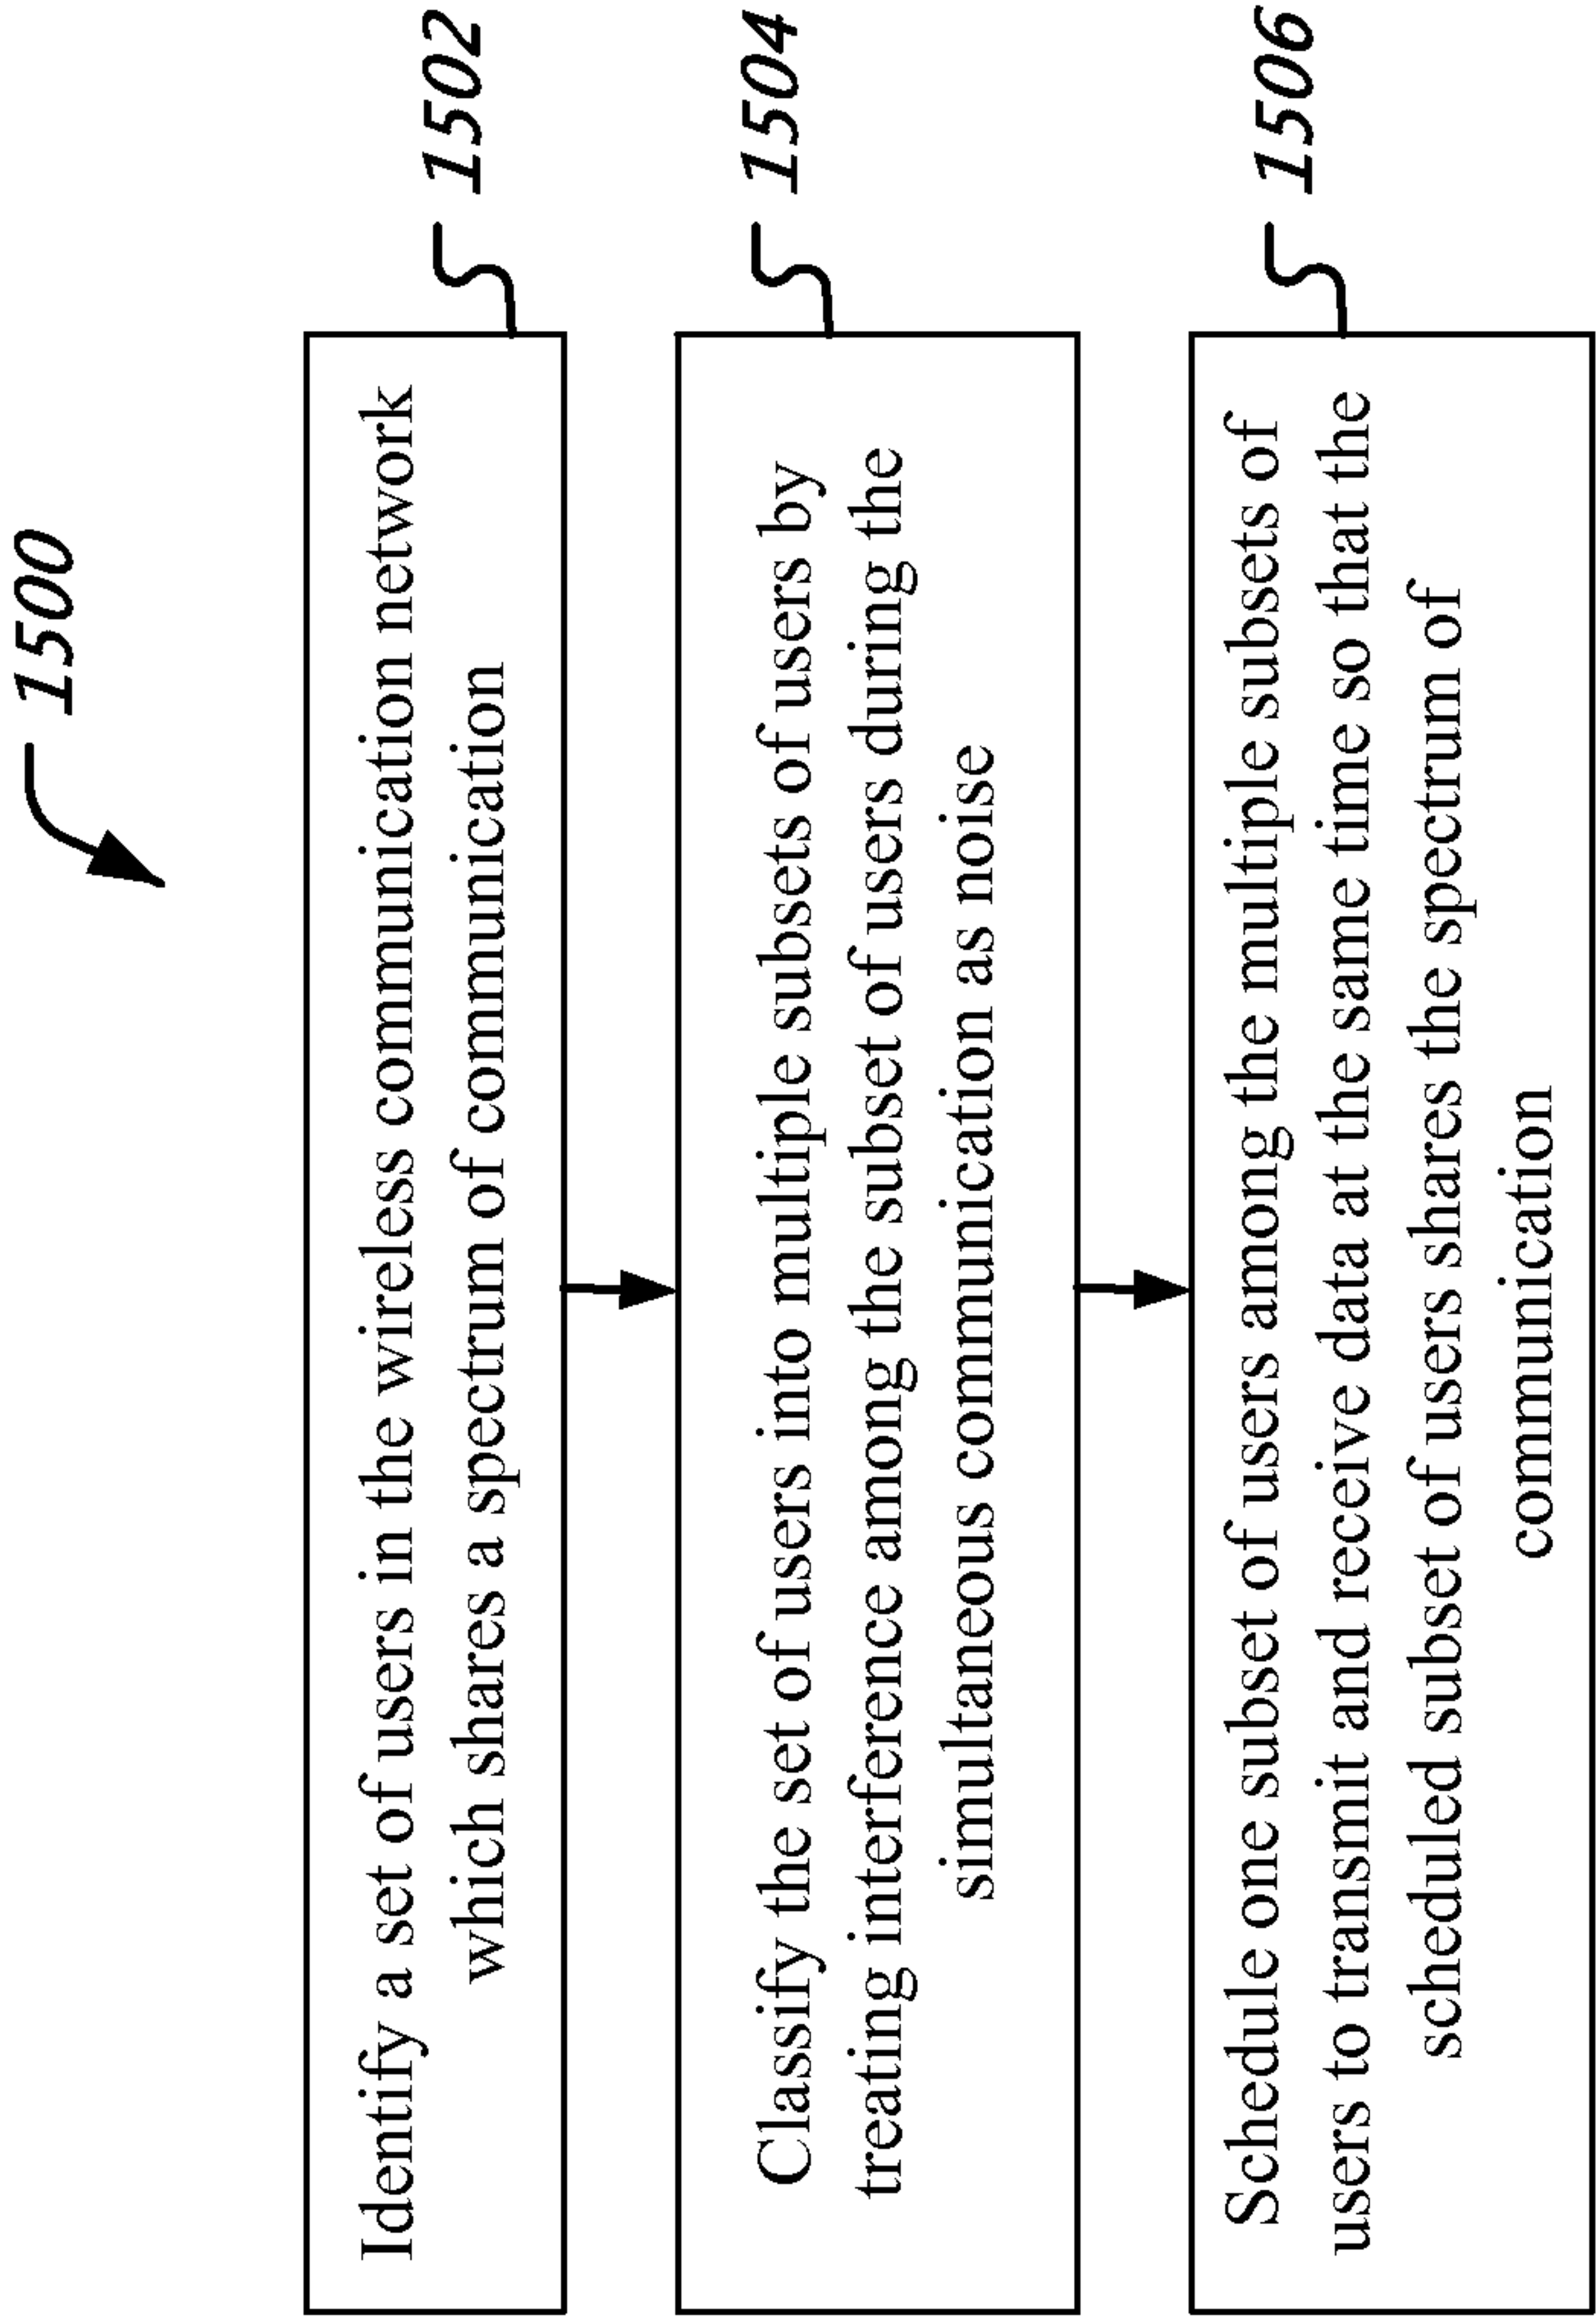 1500
Identify a set of users in the wireless communication network
which shares a spectrum of communication
1502
Classify the set of users into multiple subsets of users by
treating interference among the subset of users during the
simultaneous communication as noise
1504
Schedule one subset of users among the multiple subsets of
users to transmit and receive data at the same time so that the
scheduled subset of users shares the spectrum of
communication
1506